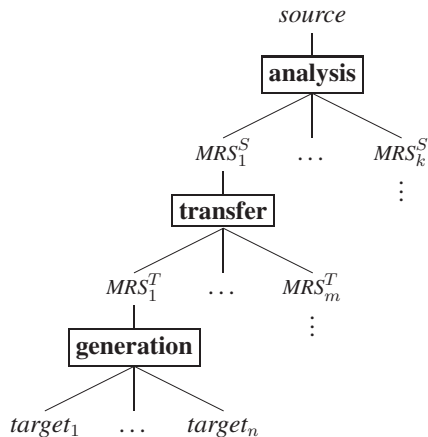 source
analysis
MRS_1^S ... MRS_k^S
⋮
transfer
MRS_1^T ... MRS_m^T
⋮
generation
target_1 ... target_n